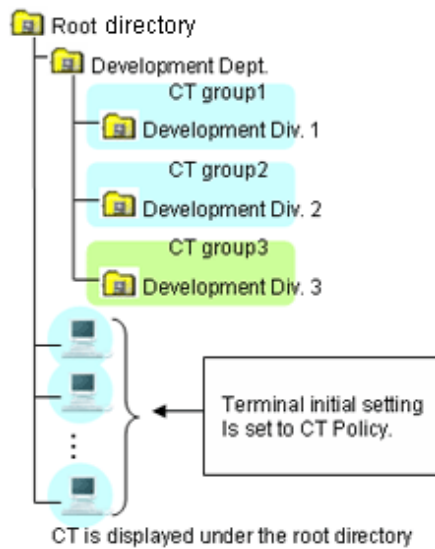 Root directory
Development Dept.
CT group1
Development Div. 1
CT group2
Development Div. 2
CT group3
Development Div. 3
Terminal initial setting
Is set to CT Policy.
CT is displayed under the root directory